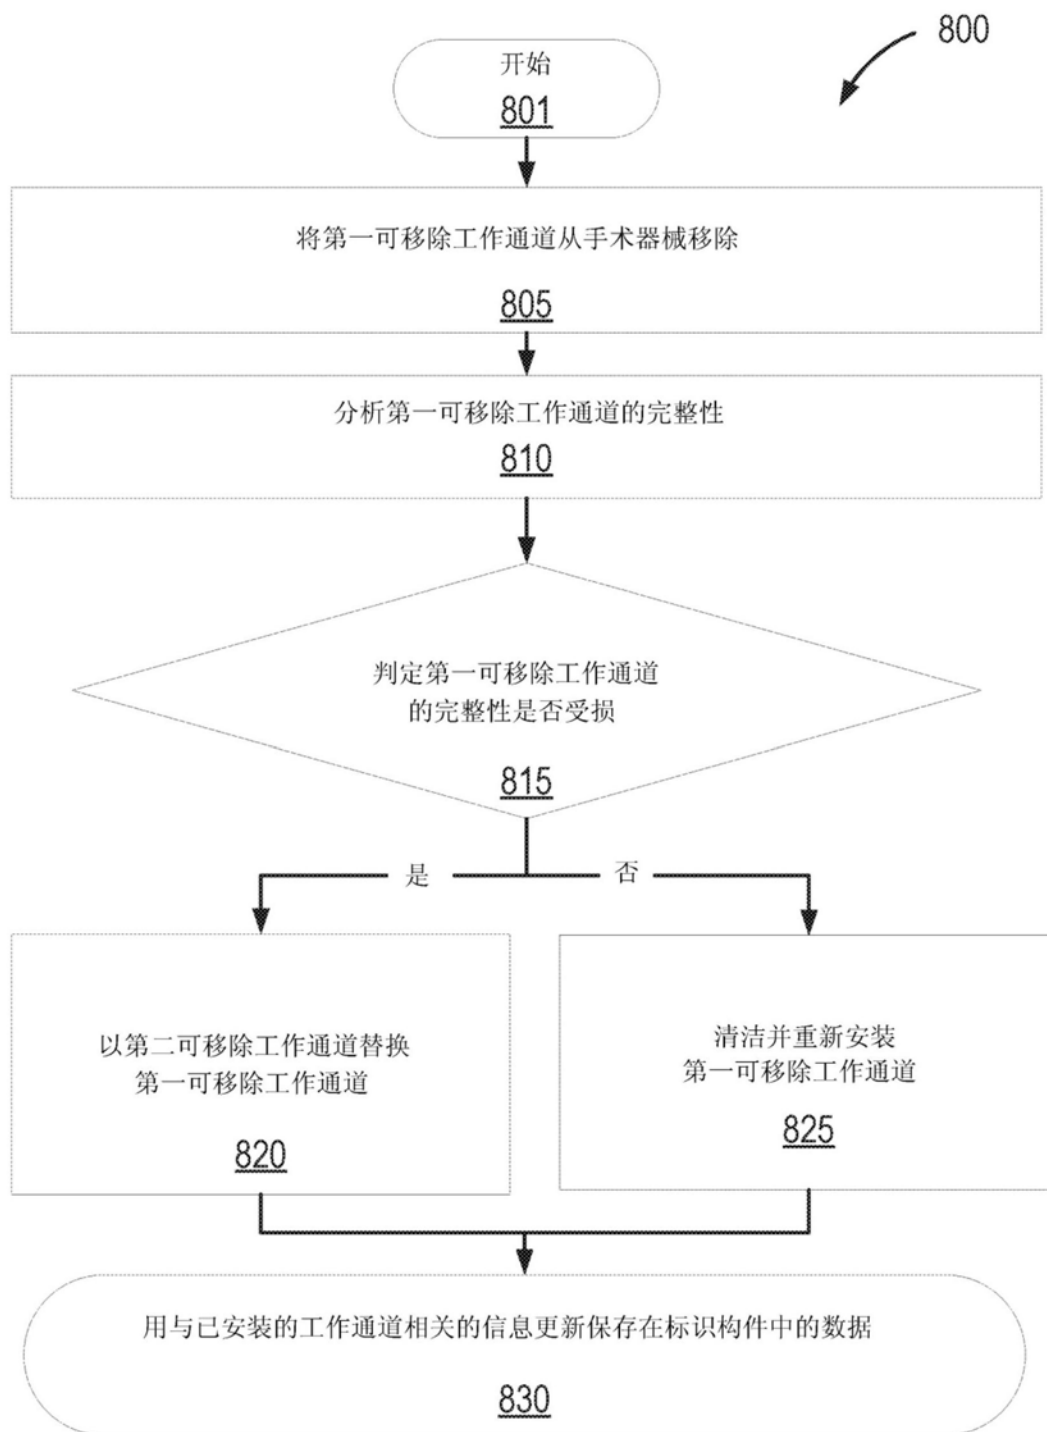 800
开始
801
将第一可移除工作通道从手术器械移除
805
分析第一可移除工作通道的完整性
810
判定第一可移除工作通道
的完整性是否受损
815
是
否
以第二可移除工作通道替换
第一可移除工作通道
820
清洁并重新安装
第一可移除工作通道
825
用与已安装的工作通道相关的信息更新保存在标识构件中的数据
830